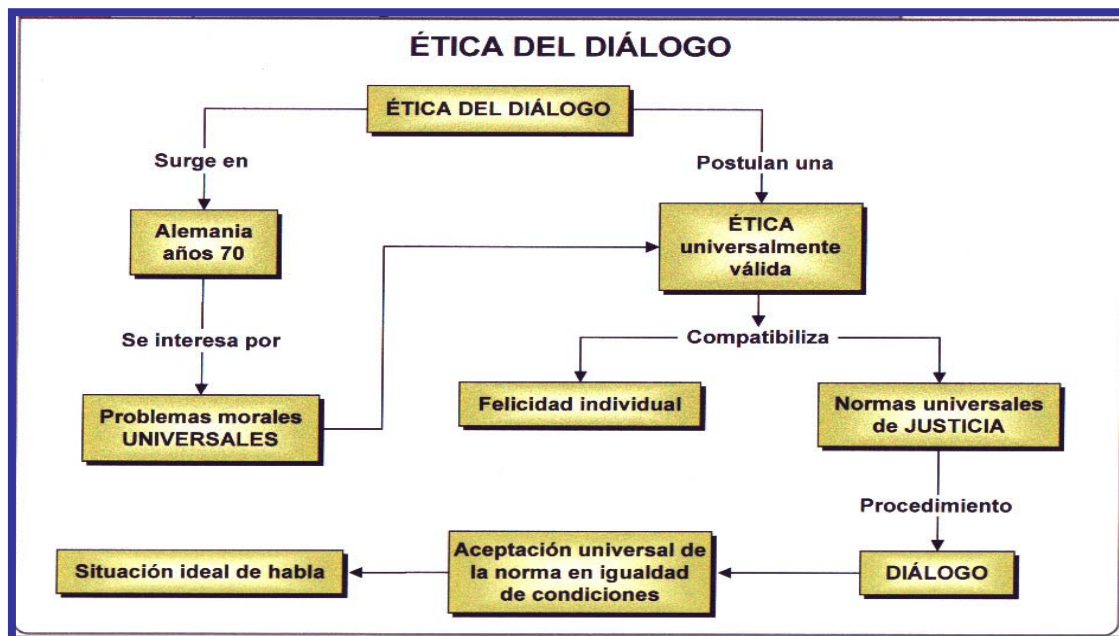 ÉTICA DEL DIÁLOGO
ÉTICA DEL DIÁLOGO
Surge en
Postulan una
Alemania
años 70
ÉTICA
universalmente
válida
Se interesa por
Compatibiliza
Problemas morales
UNIVERSALES
Felicidad individual
Normas universales
de JUSTICIA
Procedimiento
Situación ideal de habla
Aceptación universal de
la norma en igualdad
de condiciones
DIÁLOGO